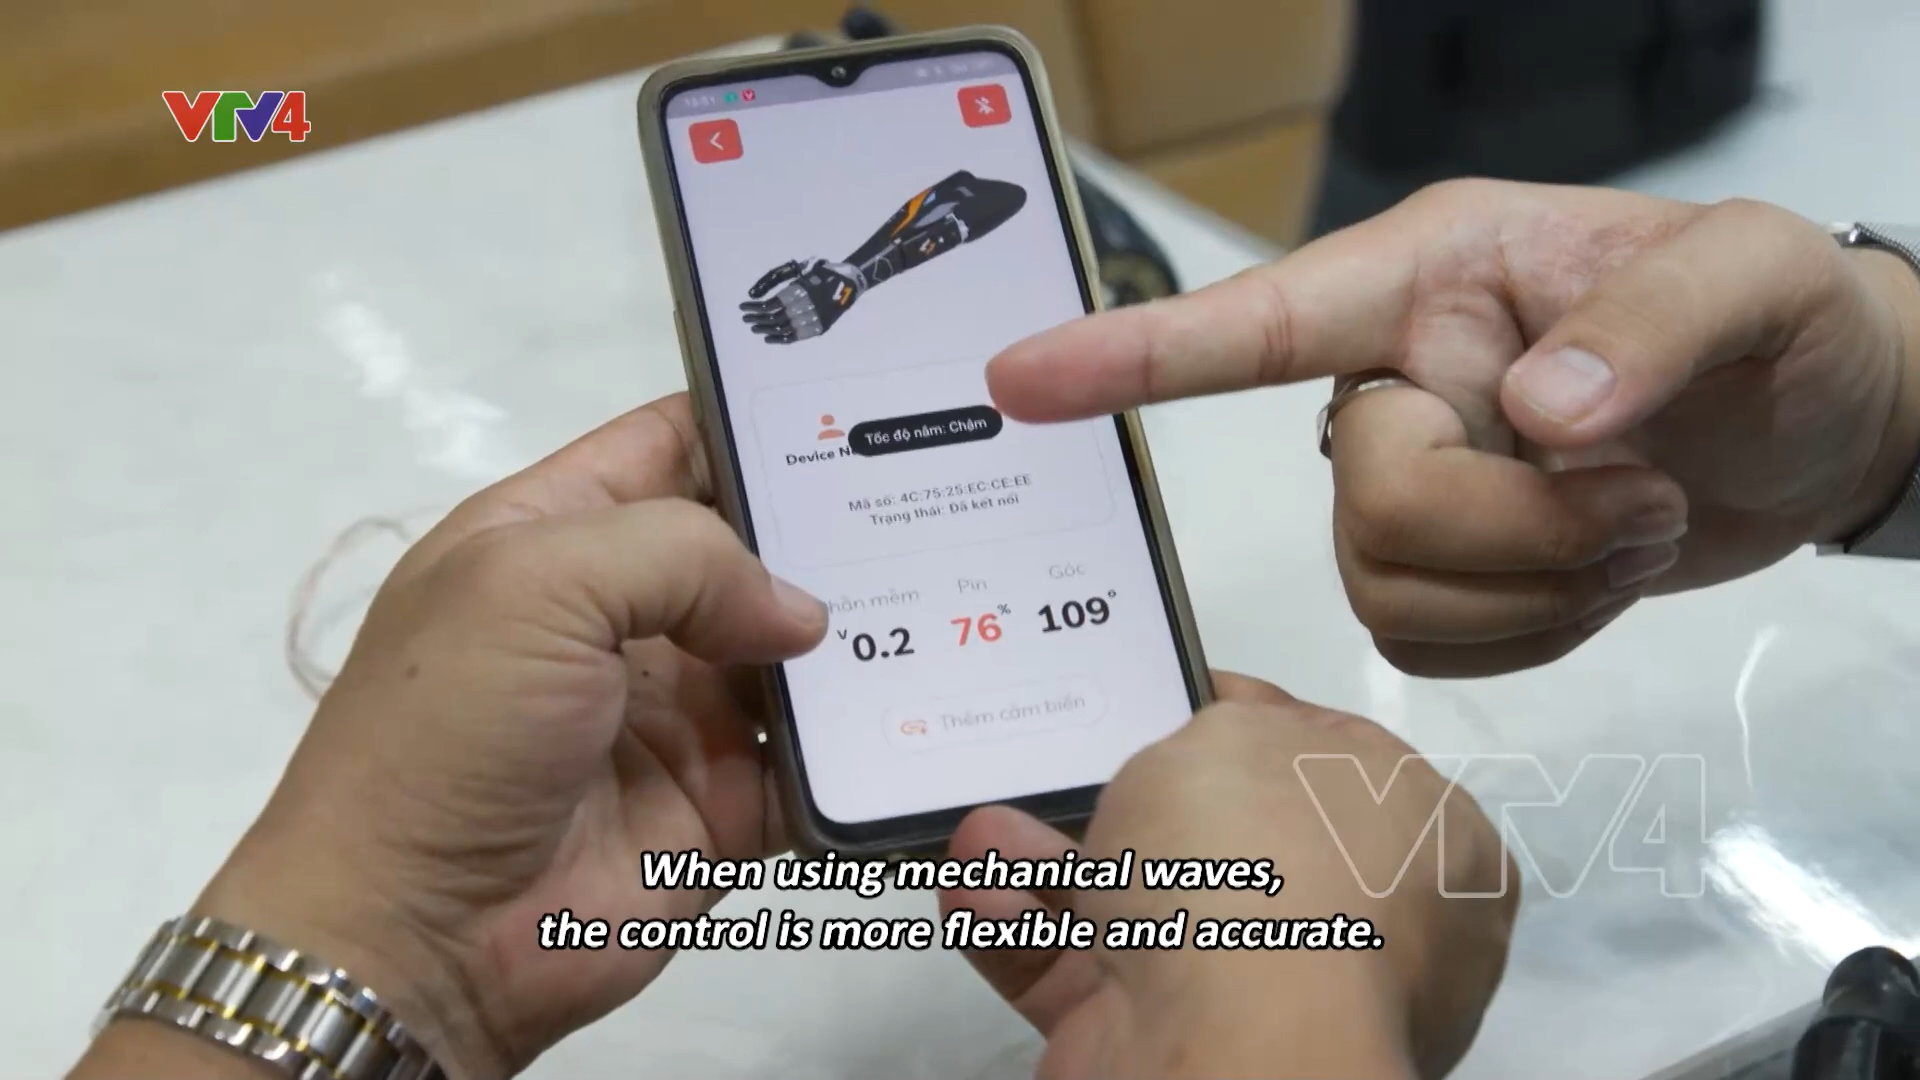 VTV4
Tốc độ nắm: Chậm
Device N
Mã số: 4C:75:25:EC:CE:EE
Trạng thái: Đã kết nối
hần mềm
Pin
Góc
v0.2
76%
109°
Thêm cảm biến
VTV4
When using mechanical waves,
the control is more flexible and accurate.